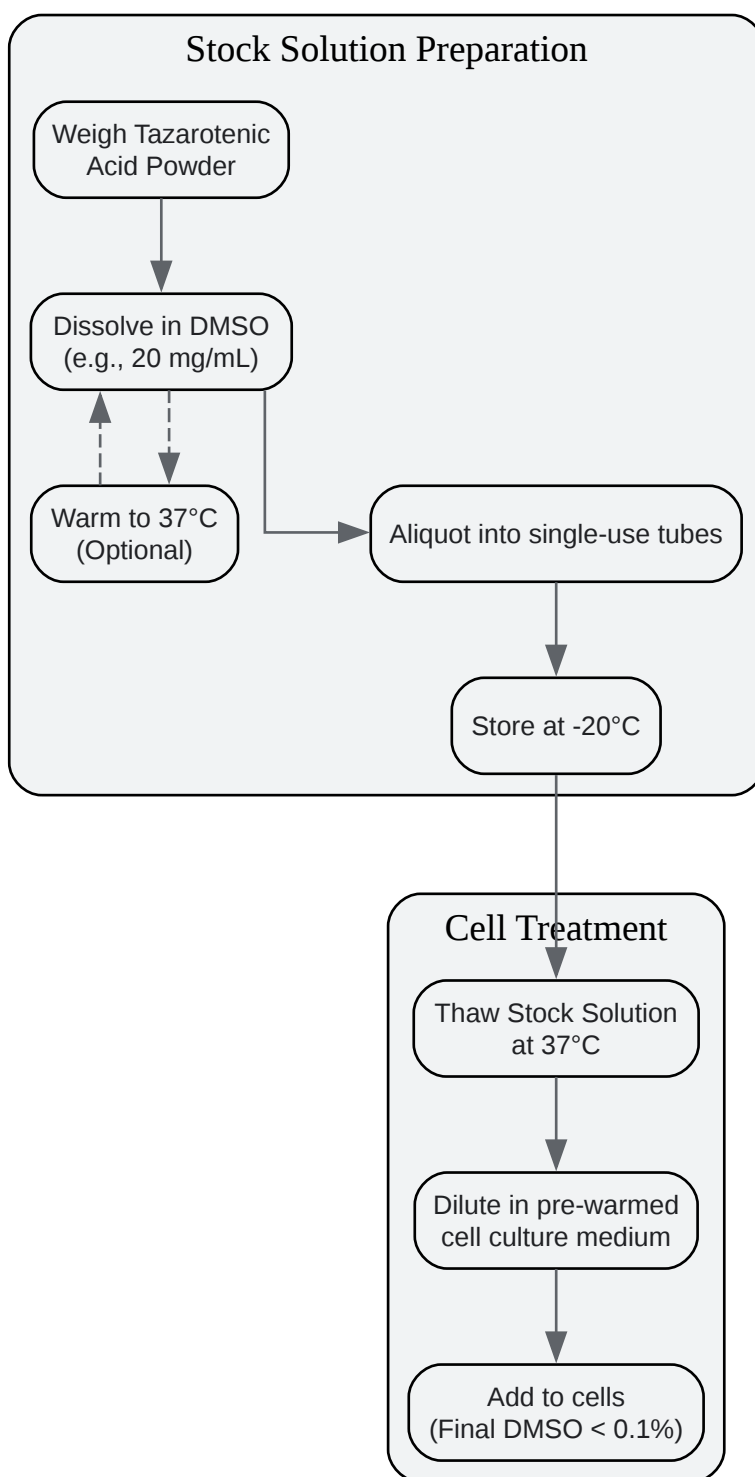 Stock Solution Preparation
Weigh Tazarotenic
Acid Powder
Dissolve in DMSO
(e.g., 20 mg/mL)
Warm to 37°C
(Optional)
Aliquot into single-use tubes
Store at -20°C
Cell Treatment
Thaw Stock Solution
at 37°C
Dilute in pre-warmed
cell culture medium
Add to cells
(Final DMSO < 0.1%)